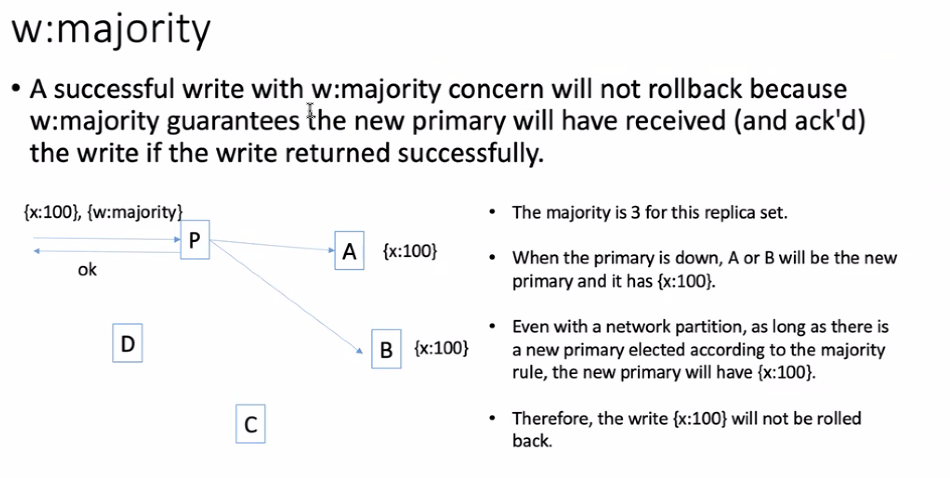 w:majority
• A successful write with w:majority concern will not rollback because
w:majority guarantees the new primary will have received (and ack'd)
the write if the write returned successfully.
{x:100}, {w:majority}
P
A
{x:100}
ok
D
B
{x:100}
C
• The majority is 3 for this replica set.
• When the primary is down, A or B will be the new
primary and it has {x:100}.
• Even with a network partition, as long as there is
a new primary elected according to the majority
rule, the new primary will have {x:100}.
• Therefore, the write {x:100} will not be rolled
back.